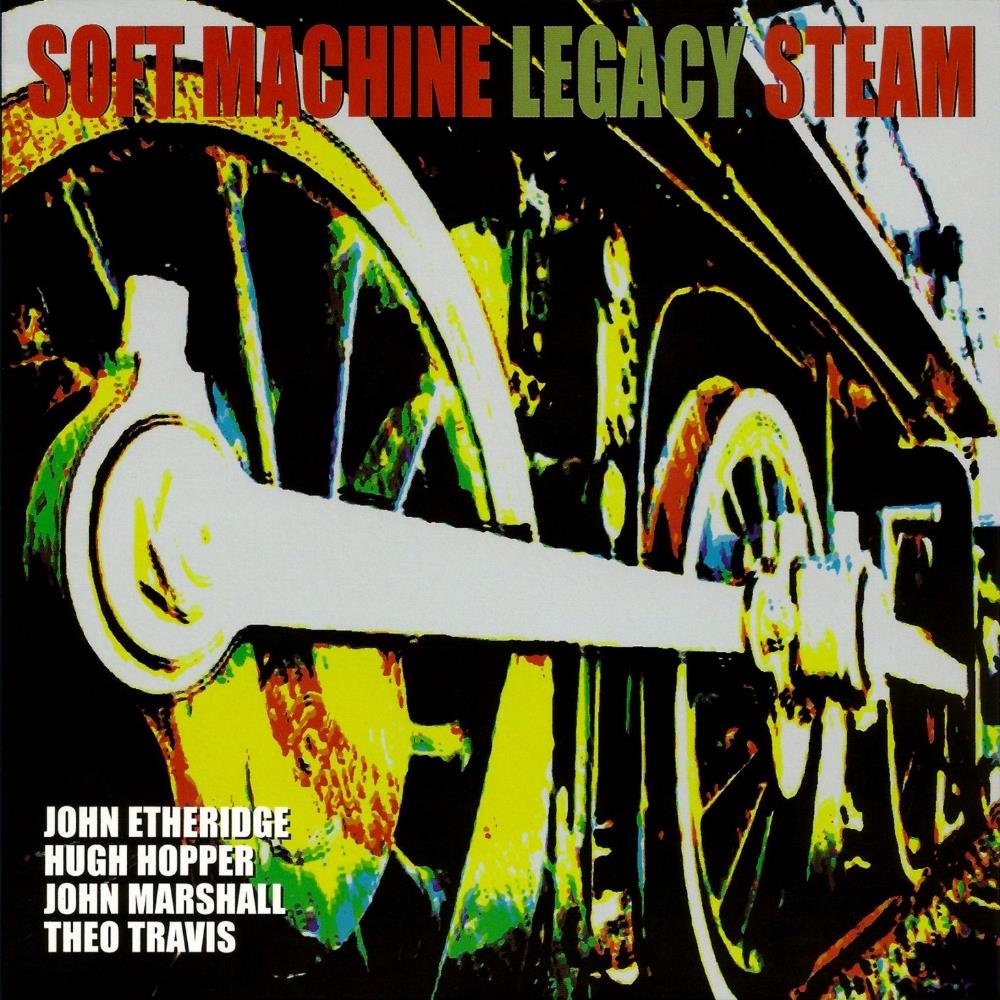 SOFT MACHINE LEGACY STEAM
JOHN ETHERIDGE
HUGH HOPPER
JOHN MARSHALL
THEO TRAVIS